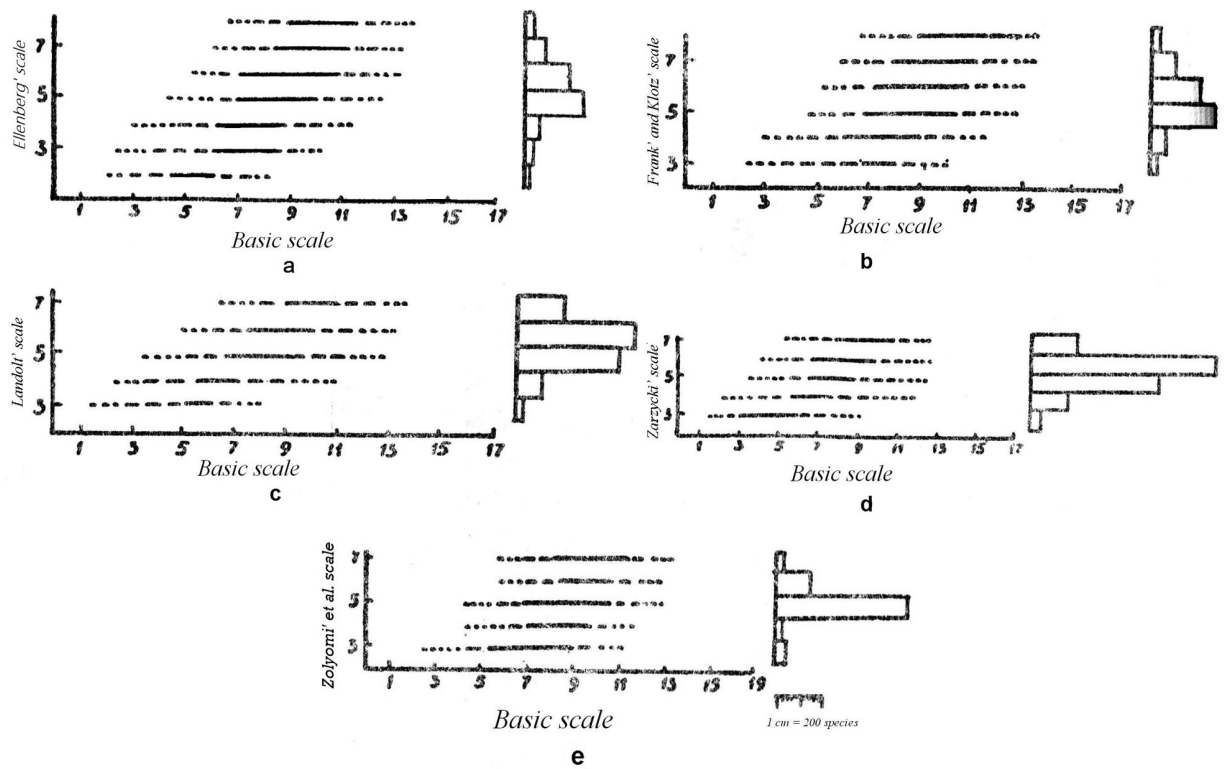 7
5
3
1 3 5 7 9 11 13 15 17
Ellenberg' scale
Basic scale
a
7
5
3
1 3 5 7 9 11 13 15 17
Frank' and Klotz' scale
Basic scale
b
7
5
3
1 3 5 7 9 11 13 15 17
Landolt' scale
Basic scale
c
7
5
3
1 3 5 7 9 11 13 15 17
Zarzycki' scale
Basic scale
d
7
5
3
1 3 5 7 9 11 13 15 19
Zolyomi' et al. scale
Basic scale
1 cm = 200 species
e